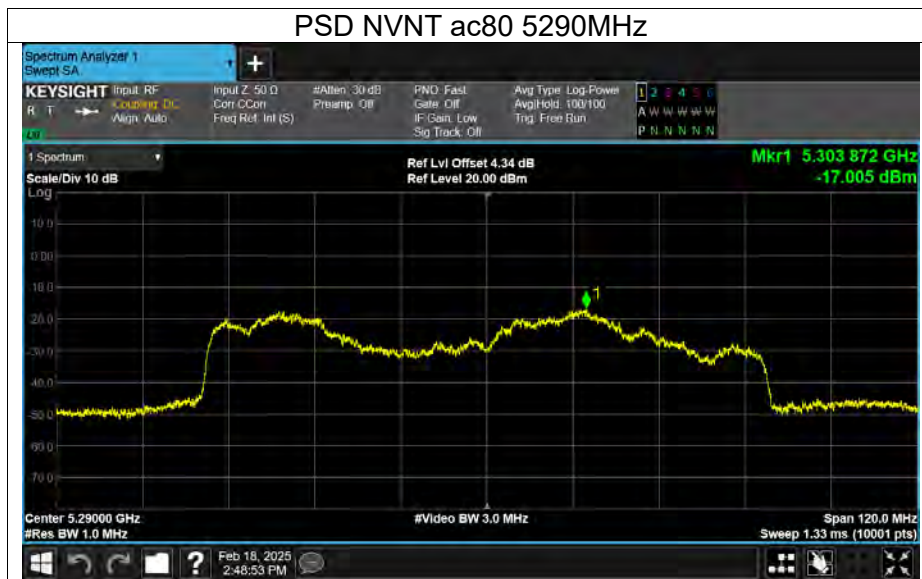 PSD NVNT ac80 5290MHz
Spectrum Analyzer 1
Swept SA
+
KEYSIGHT Input: RF Input Z: 50 Ω #Atten: 30 dB PNO: Fast Avg Type: Log-Power 1 2 3 4 5 6
R T Coupling: DC Corr CCorr Preamp: Off Gate: Off Avg|Hold: 100/100 A W W W W W
Align: Auto Freq Ref: Int (S) IF Gain: Low Trig: Free Run
Sig Track: Off P N N N N N
1 Spectrum
Ref Lvl Offset 4.34 dB Mkr1 5.303 872 GHz
Scale/Div 10 dB Ref Level 20.00 dBm -17.005 dBm
Log
10.0
0.00
-10.0
1
-20.0
-30.0
-40.0
-50.0
-60.0
-70.0
Center 5.29000 GHz #Video BW 3.0 MHz Span 120.0 MHz
#Res BW 1.0 MHz Sweep 1.33 ms (10001 pts)
? Feb 18, 2025
2:48:53 PM